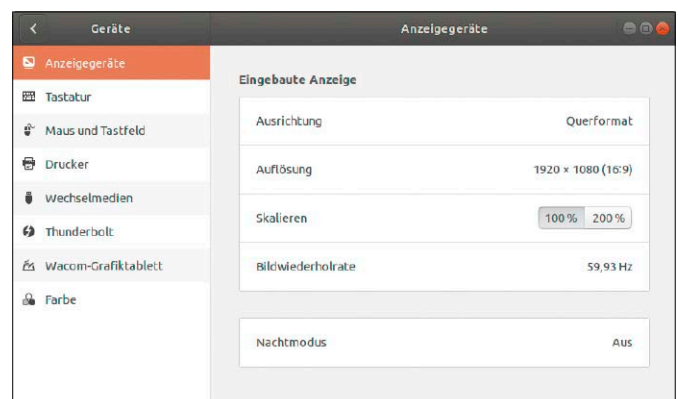 Geräte
Anzeigegeräte
Anzeigegeräte
Tastatur
Maus und Tastfeld
Drucker
Wechselmedien
Thunderbolt
Wacom-Grafiktablett
Farbe
Eingebaute Anzeige
Ausrichtung Querformat
Auflösung 1920 × 1080 (16:9)
Skalieren 100 % 200 %
Bildwiederholrate 59,93 Hz
Nachtmodus Aus